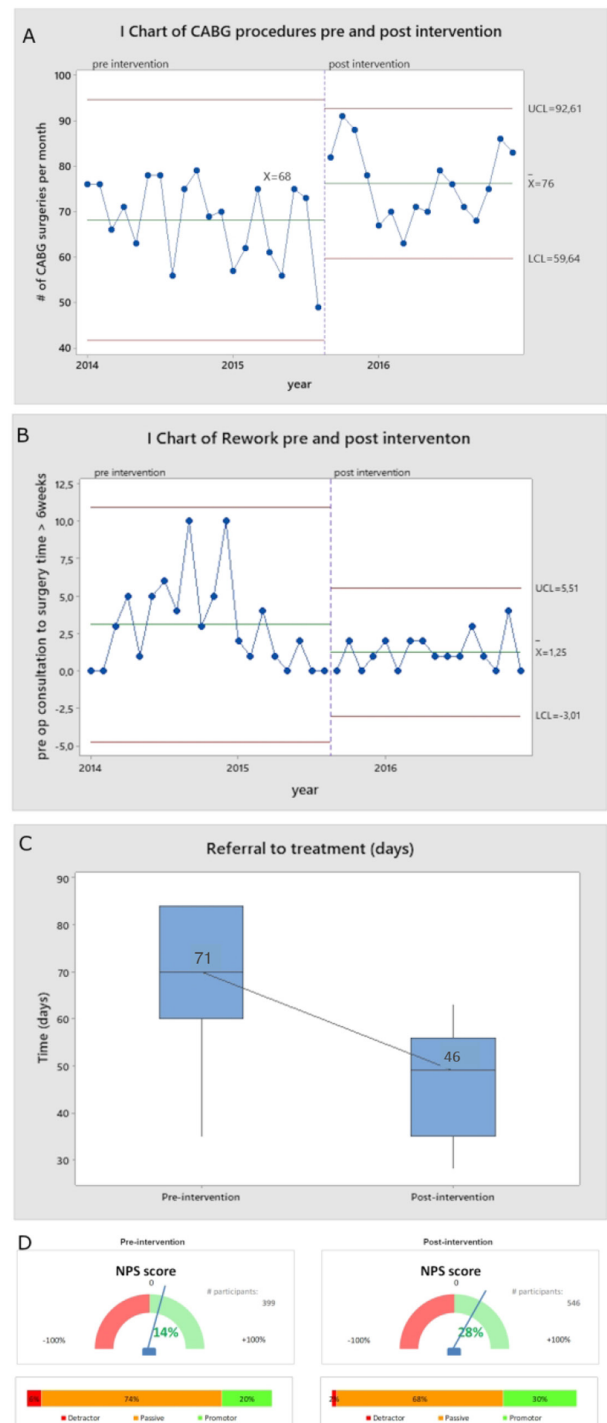 A
I Chart of CABG procedures pre and post intervention
pre intervention
post intervention
# of CABG surgeries per month
100
90
80
70
60
50
40
X=68
UCL=92,61
X=76
LCL=59,64
2014
2015
2016
year
B
I Chart of Rework pre and post interventon
pre intervention
post intervention
pre op consultation to surgery time > 6weeks
12,5
10,0
7,5
5,0
2,5
0,0
-2,5
-5,0
UCL=5,51
X=1,25
LCL=-3,01
2014
2015
2016
year
C
Referral to treatment (days)
Time (days)
90
80
70
60
50
40
30
71
46
Pre-intervention
Post-intervention
D
Pre-intervention
NPS score
0
# participants:
399
-100%
14%
+100%
6%
74%
20%
Detractor
Passive
Promotor
Post-intervention
NPS score
0
# participants:
546
-100%
28%
+100%
2%
68%
30%
Detractor
Passive
Promotor